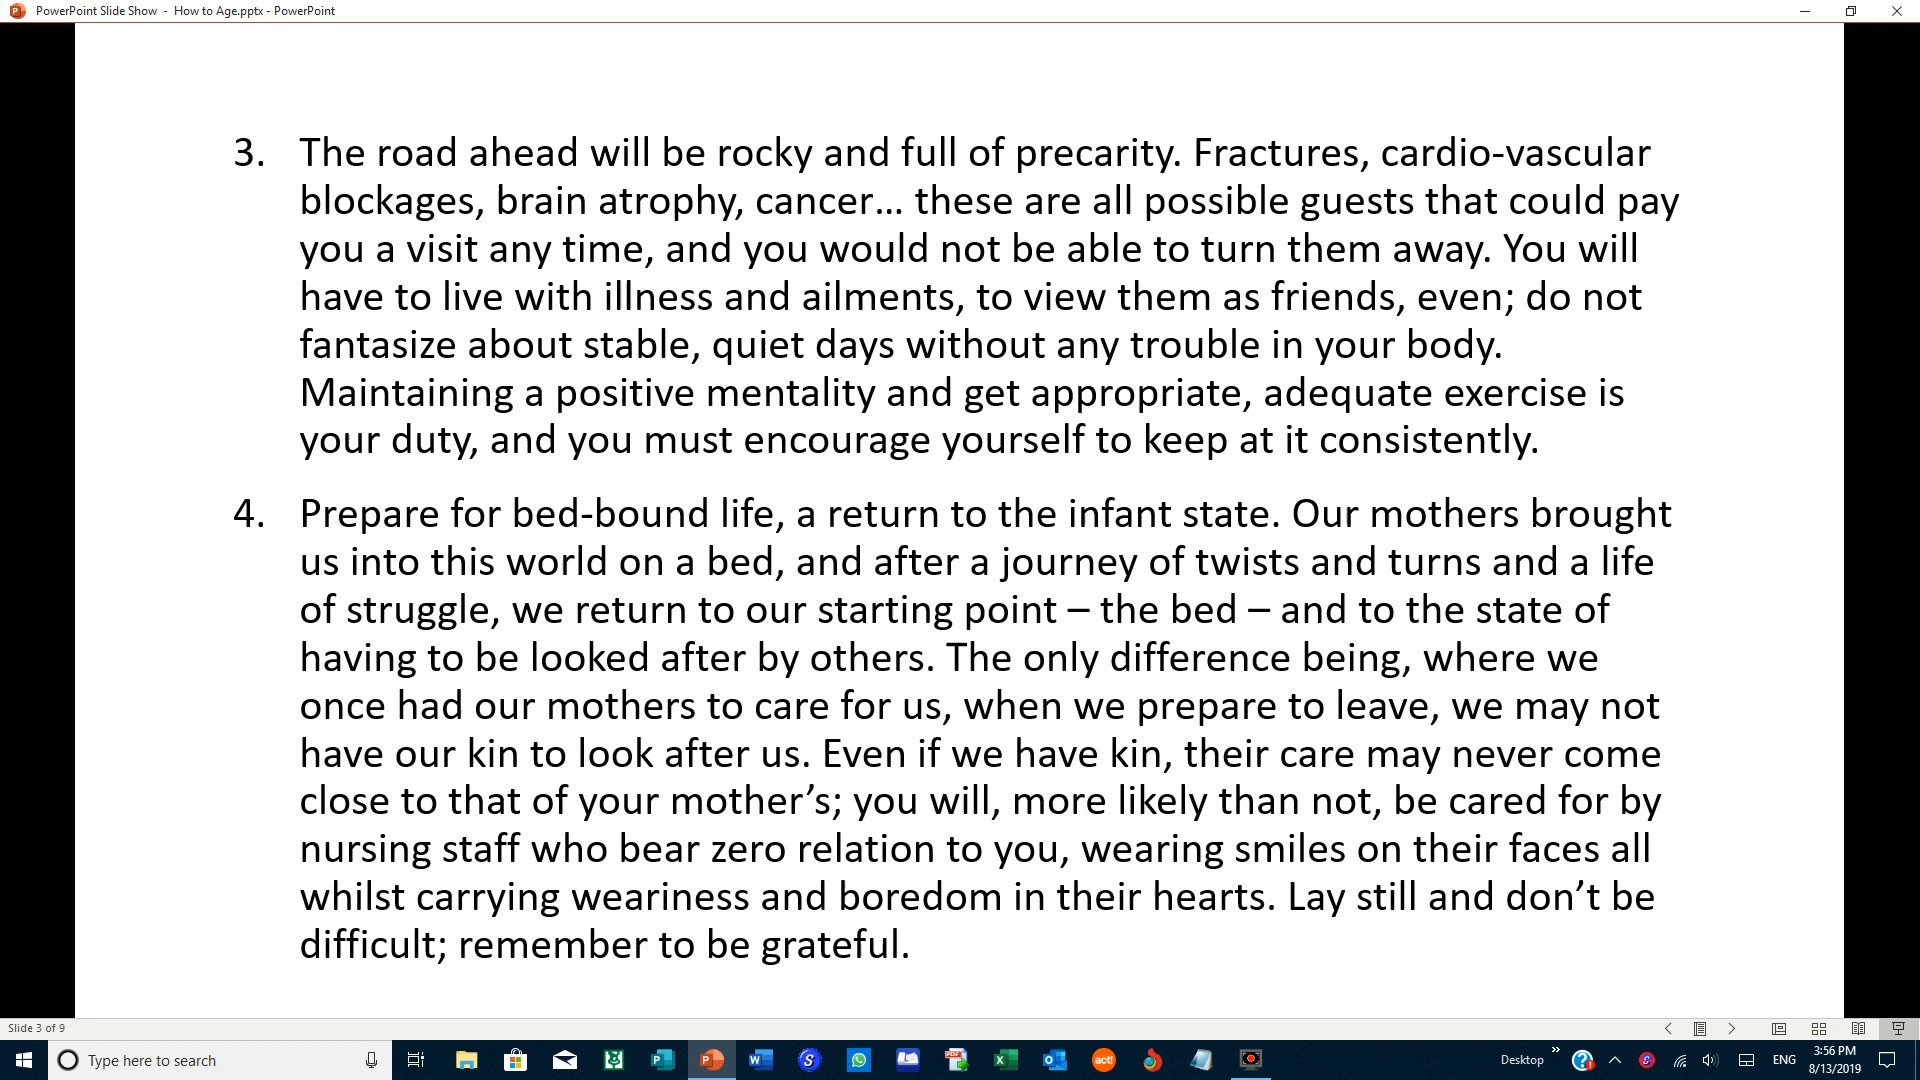 PowerPoint Slide Show - How to Age.pptx - PowerPoint
3. The road ahead will be rocky and full of precarity. Fractures, cardio-vascular
blockages, brain atrophy, cancer… these are all possible guests that could pay
you a visit any time, and you would not be able to turn them away. You will
have to live with illness and ailments, to view them as friends, even; do not
fantasize about stable, quiet days without any trouble in your body.
Maintaining a positive mentality and get appropriate, adequate exercise is
your duty, and you must encourage yourself to keep at it consistently.
4. Prepare for bed-bound life, a return to the infant state. Our mothers brought
us into this world on a bed, and after a journey of twists and turns and a life
of struggle, we return to our starting point – the bed – and to the state of
having to be looked after by others. The only difference being, where we
once had our mothers to care for us, when we prepare to leave, we may not
have our kin to look after us. Even if we have kin, their care may never come
close to that of your mother’s; you will, more likely than not, be cared for by
nursing staff who bear zero relation to you, wearing smiles on their faces all
whilst carrying weariness and boredom in their hearts. Lay still and don’t be
difficult; remember to be grateful.
Slide 3 of 9
Type here to search
act!
Desktop
ENG
3:56 PM
8/13/2019